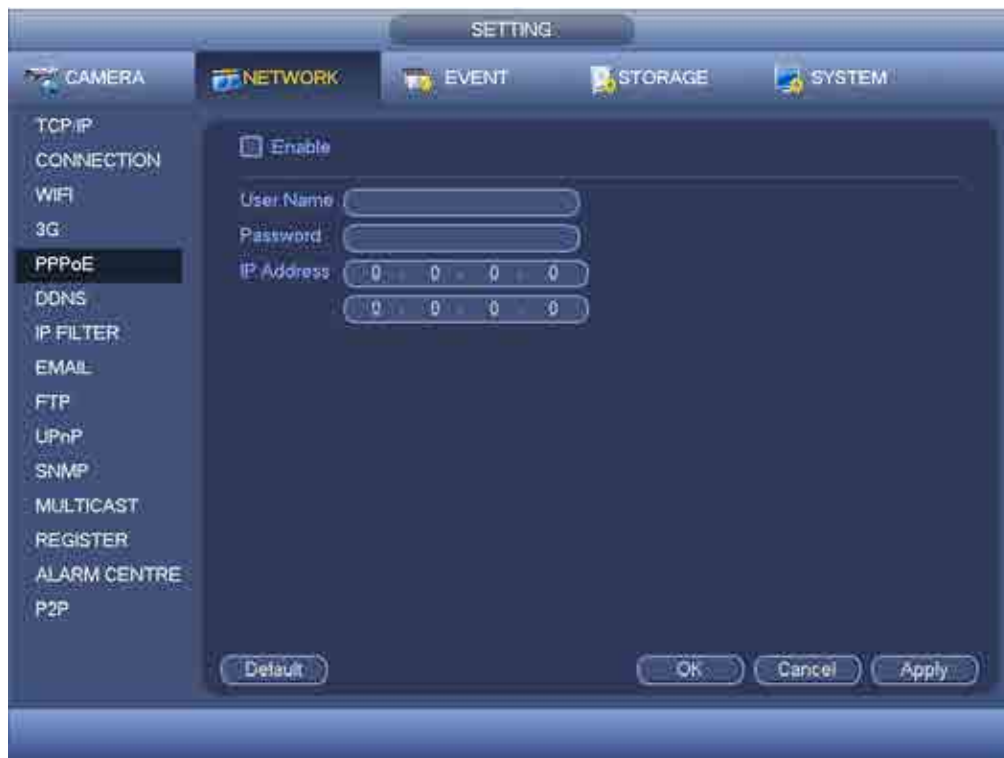 SETTING
CAMERA NETWORK EVENT STORAGE SYSTEM
TCP/IP
CONNECTION
WIFI
3G
PPPoE
DDNS
IP FILTER
EMAIL
FTP
UPnP
SNMP
MULTICAST
REGISTER
ALARM CENTRE
P2P
Enable
User Name
Password
IP Address 0 . 0 . 0 . 0
0 . 0 . 0 . 0
Default OK Cancel Apply